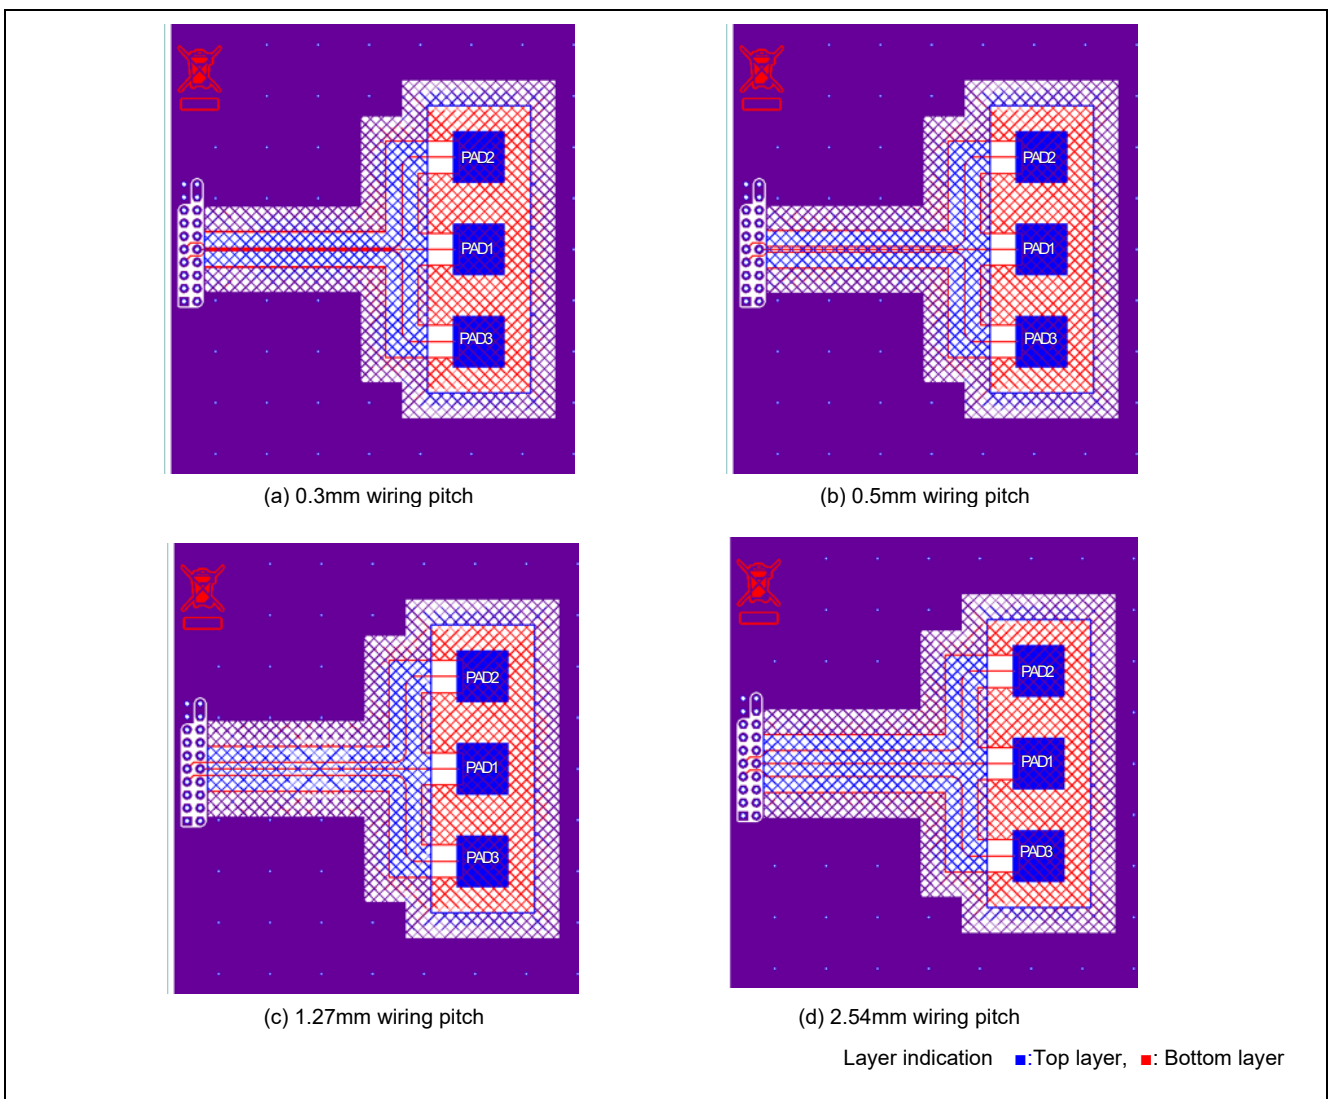 PAD2
PAD1
PAD3
(a) 0.3mm wiring pitch
PAD2
PAD1
PAD3
(b) 0.5mm wiring pitch
PAD2
PAD1
PAD3
(c) 1.27mm wiring pitch
PAD2
PAD1
PAD3
(d) 2.54mm wiring pitch
Layer indication ■:Top layer, ■: Bottom layer